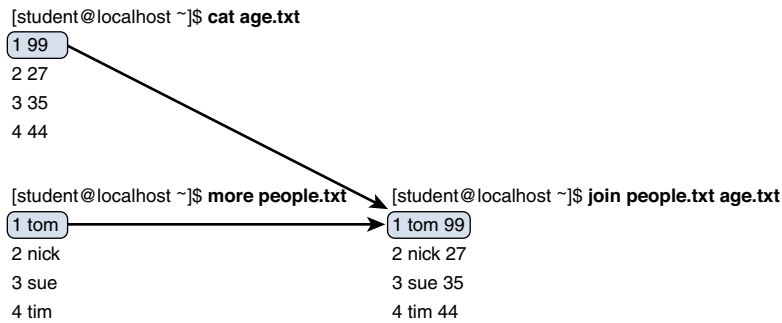 [student@localhost ~]$ cat age.txt
1 99
2 27
3 35
4 44
[student@localhost ~]$ more people.txt
1 tom
2 nick
3 sue
4 tim
[student@localhost ~]$ join people.txt age.txt
1 tom 99
2 nick 27
3 sue 35
4 tim 44